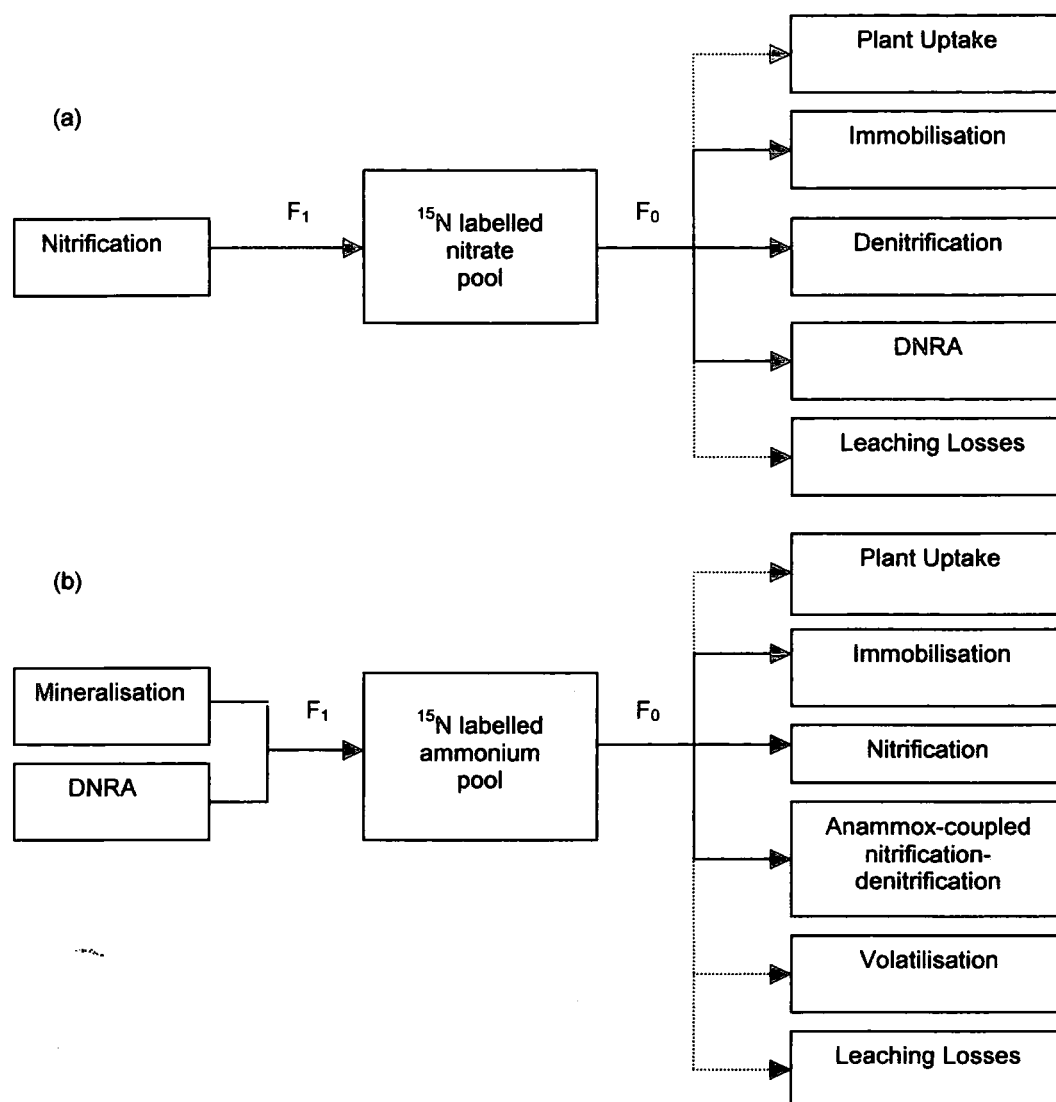 (a)
Nitrification
F₁
¹⁵N labelled
nitrate
pool
F₀
Plant Uptake
Immobilisation
Denitrification
DNRA
Leaching Losses
(b)
Mineralisation
DNRA
F₁
¹⁵N labelled
ammonium
pool
F₀
Plant Uptake
Immobilisation
Nitrification
Anammox-coupled
nitrification-
denitrification
Volatilisation
Leaching Losses